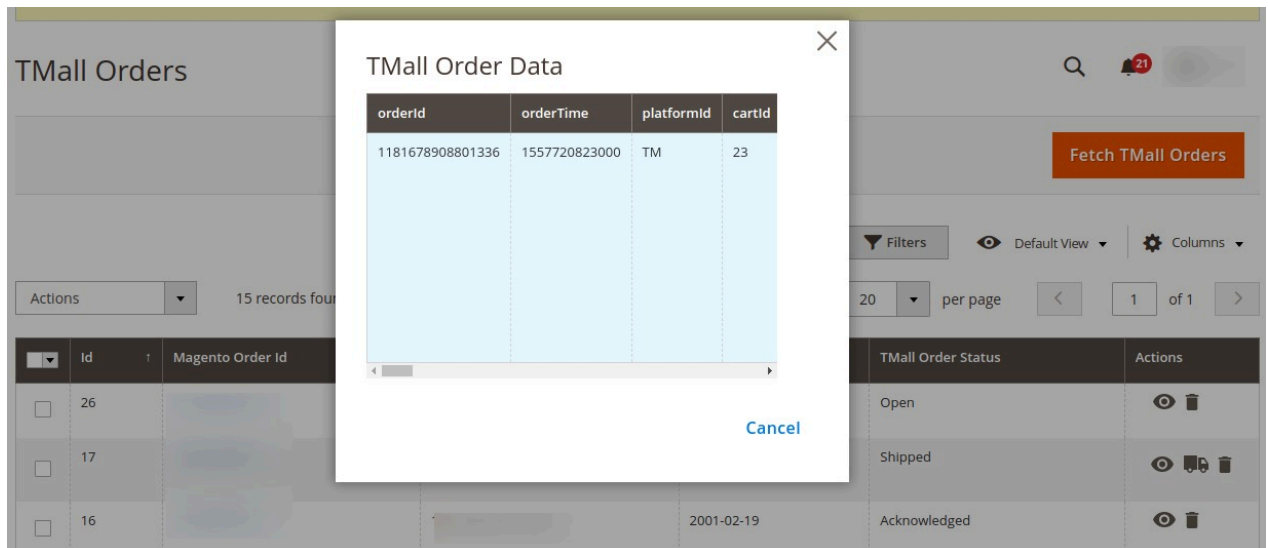 TMall Orders
21
Fetch TMall Orders
TMall Order Data
orderId orderTime platformId cartId
1181678908801336 1557720823000 TM 23
Cancel
Filters Default View Columns
Actions 15 records 20 per page 1 of 1
Id ↑ Magento Order Id TMall Order Status Actions
26 Open
17 Shipped
16 2001-02-19 Acknowledged